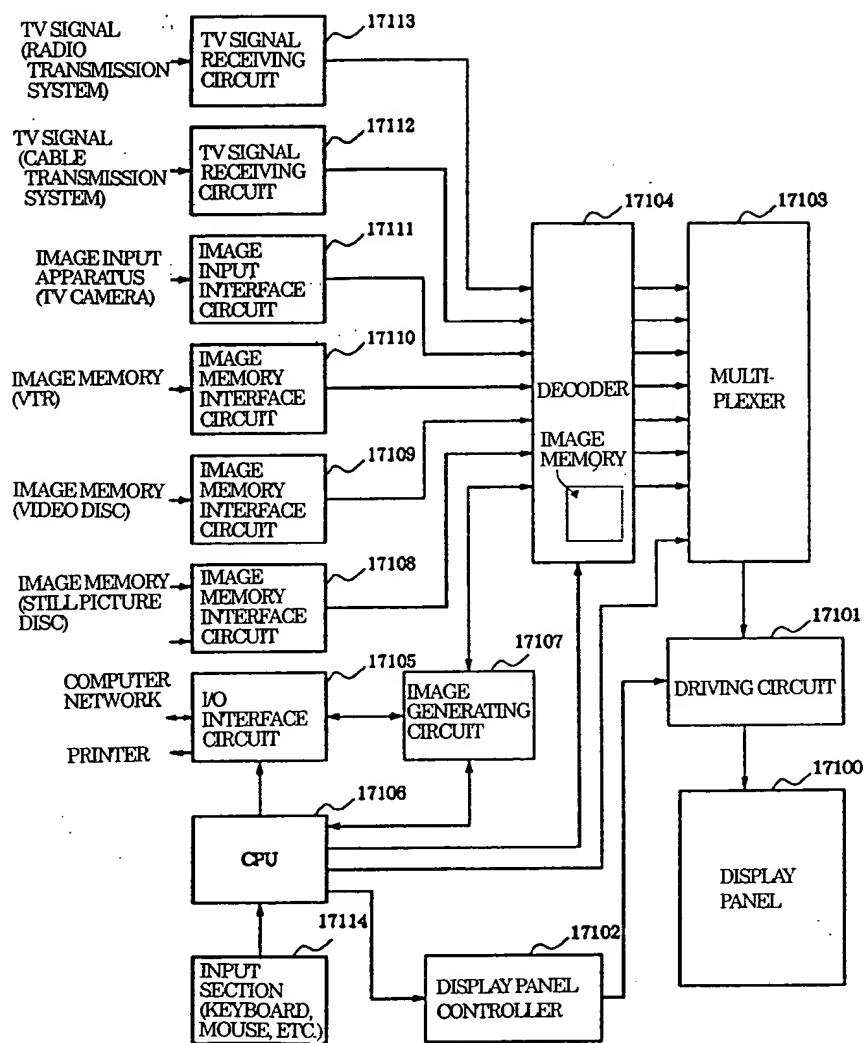 TV SIGNAL
(RADIO
TRANSMISSION
SYSTEM)
TV SIGNAL
RECEIVING
CIRCUIT
17113
TV SIGNAL
(CABLE
TRANSMISSION
SYSTEM)
TV SIGNAL
RECEIVING
CIRCUIT
17112
IMAGE INPUT
APPARATUS
(TV CAMERA)
IMAGE
INPUT
INTERFACE
CIRCUIT
17111
IMAGE MEMORY
(VTR)
IMAGE
MEMORY
INTERFACE
CIRCUIT
17110
IMAGE MEMORY
(VIDEO DISC)
IMAGE
MEMORY
INTERFACE
CIRCUIT
17109
IMAGE MEMORY
(STILL PICTURE
DISC)
IMAGE
MEMORY
INTERFACE
CIRCUIT
17108
COMPUTER
NETWORK
PRINTER
I/O
INTERFACE
CIRCUIT
17105
IMAGE
GENERATING
CIRCUIT
17107
CPU
17106
INPUT
SECTION
(KEYBOARD,
MOUSE, ETC.)
17114
DISPLAY PANEL
CONTROLLER
17102
17104
DECODER
IMAGE
MEMORY
17103
MULTI-
PLEXER
17101
DRIVING CIRCUIT
17100
DISPLAY
PANEL